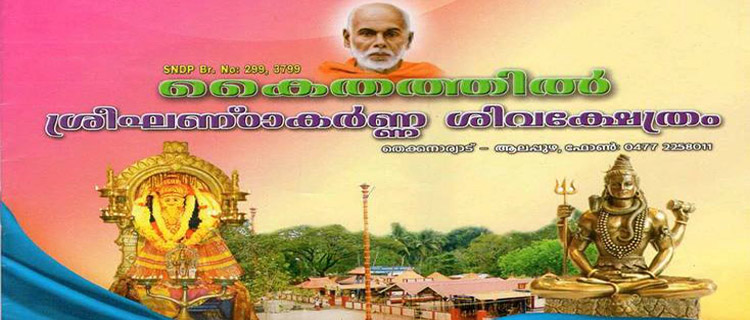 SNDP Br. No: 299, 3799
കൈതത്തിൽ
ശ്രീഘണ്ഠാകർണ്ണ ശിവക്ഷേത്രം
തെക്കനാര്യാട് - ആലപ്പുഴ, ഫോൺ: 0477 2258011